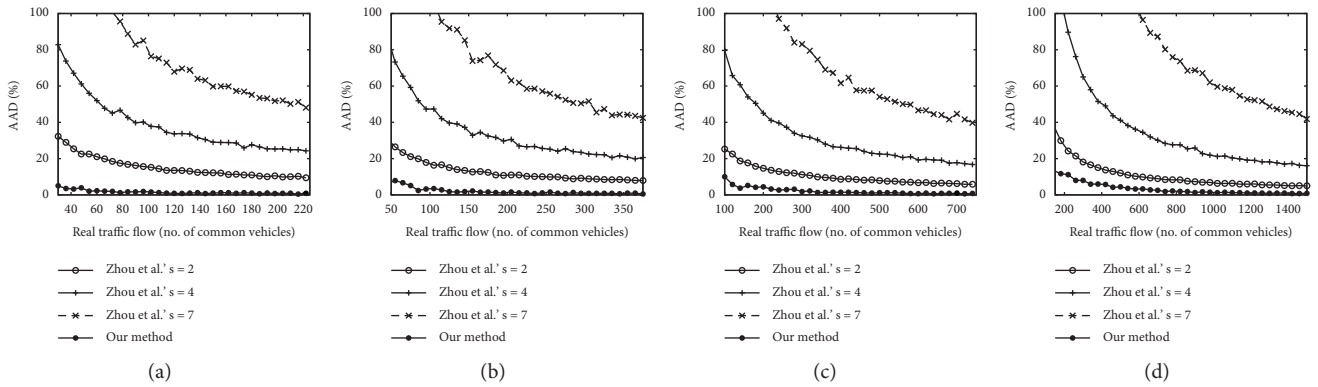 100
80
60
40
20
0
AAD (%)
40 60 80 100 120 140 160 180 200 220
Real traffic flow (no. of common vehicles)
Zhou et al.’ s = 2
Zhou et al.’ s = 4
Zhou et al.’ s = 7
Our method
(a)
100
80
60
40
20
0
AAD (%)
50 100 150 200 250 300 350
Real traffic flow (no. of common vehicles)
Zhou et al.’ s = 2
Zhou et al.’ s = 4
Zhou et al.’ s = 7
Our method
(b)
100
80
60
40
20
0
AAD (%)
100 200 300 400 500 600 700
Real traffic flow (no. of common vehicles)
Zhou et al.’ s = 2
Zhou et al.’ s = 4
Zhou et al.’ s = 7
Our method
(c)
100
80
60
40
20
0
AAD (%)
200 400 600 800 1000 1200 1400
Real traffic flow (no. of common vehicles)
Zhou et al.’ s = 2
Zhou et al.’ s = 4
Zhou et al.’ s = 7
Our method
(d)